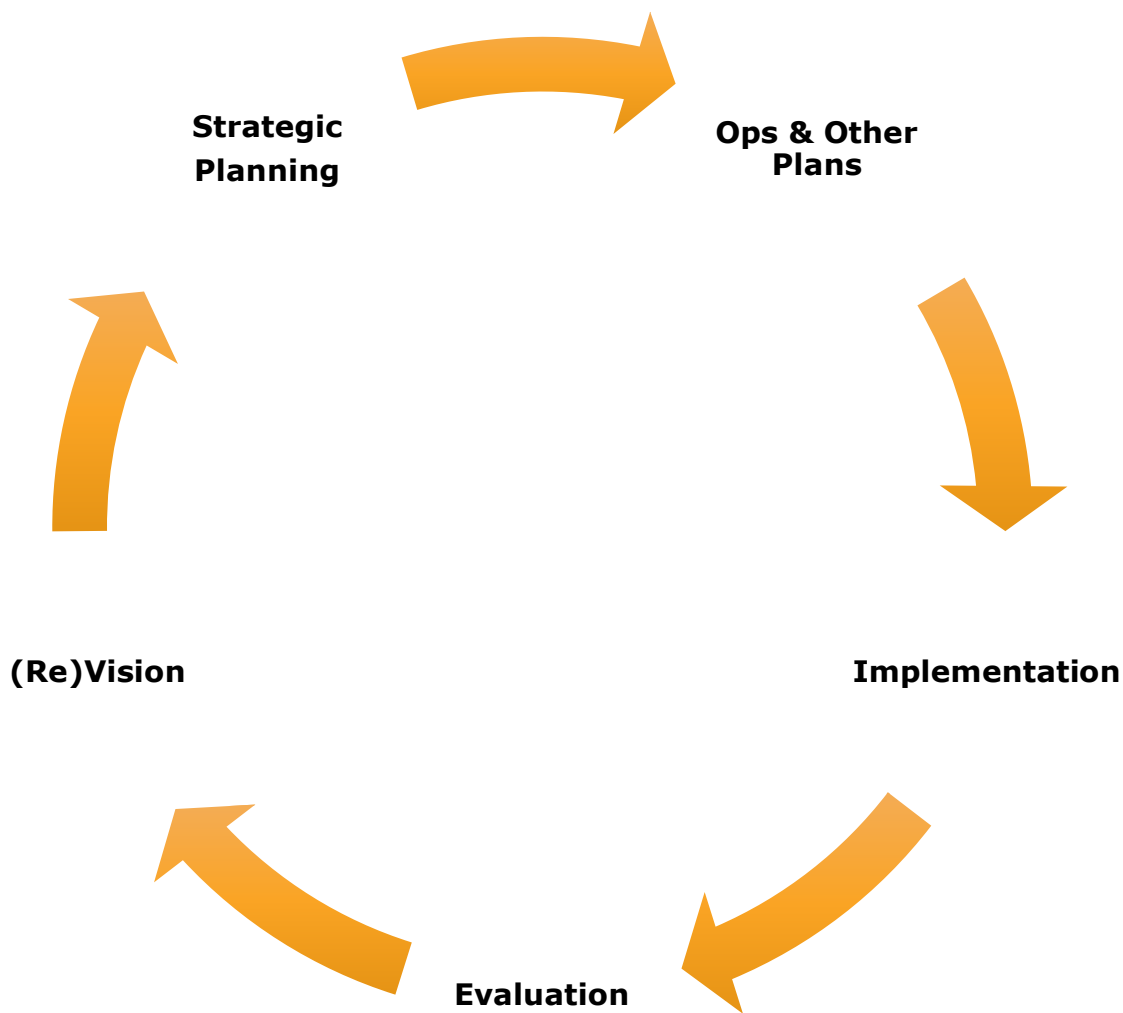 Strategic
Planning
Ops & Other
Plans
Implementation
Evaluation
(Re)Vision